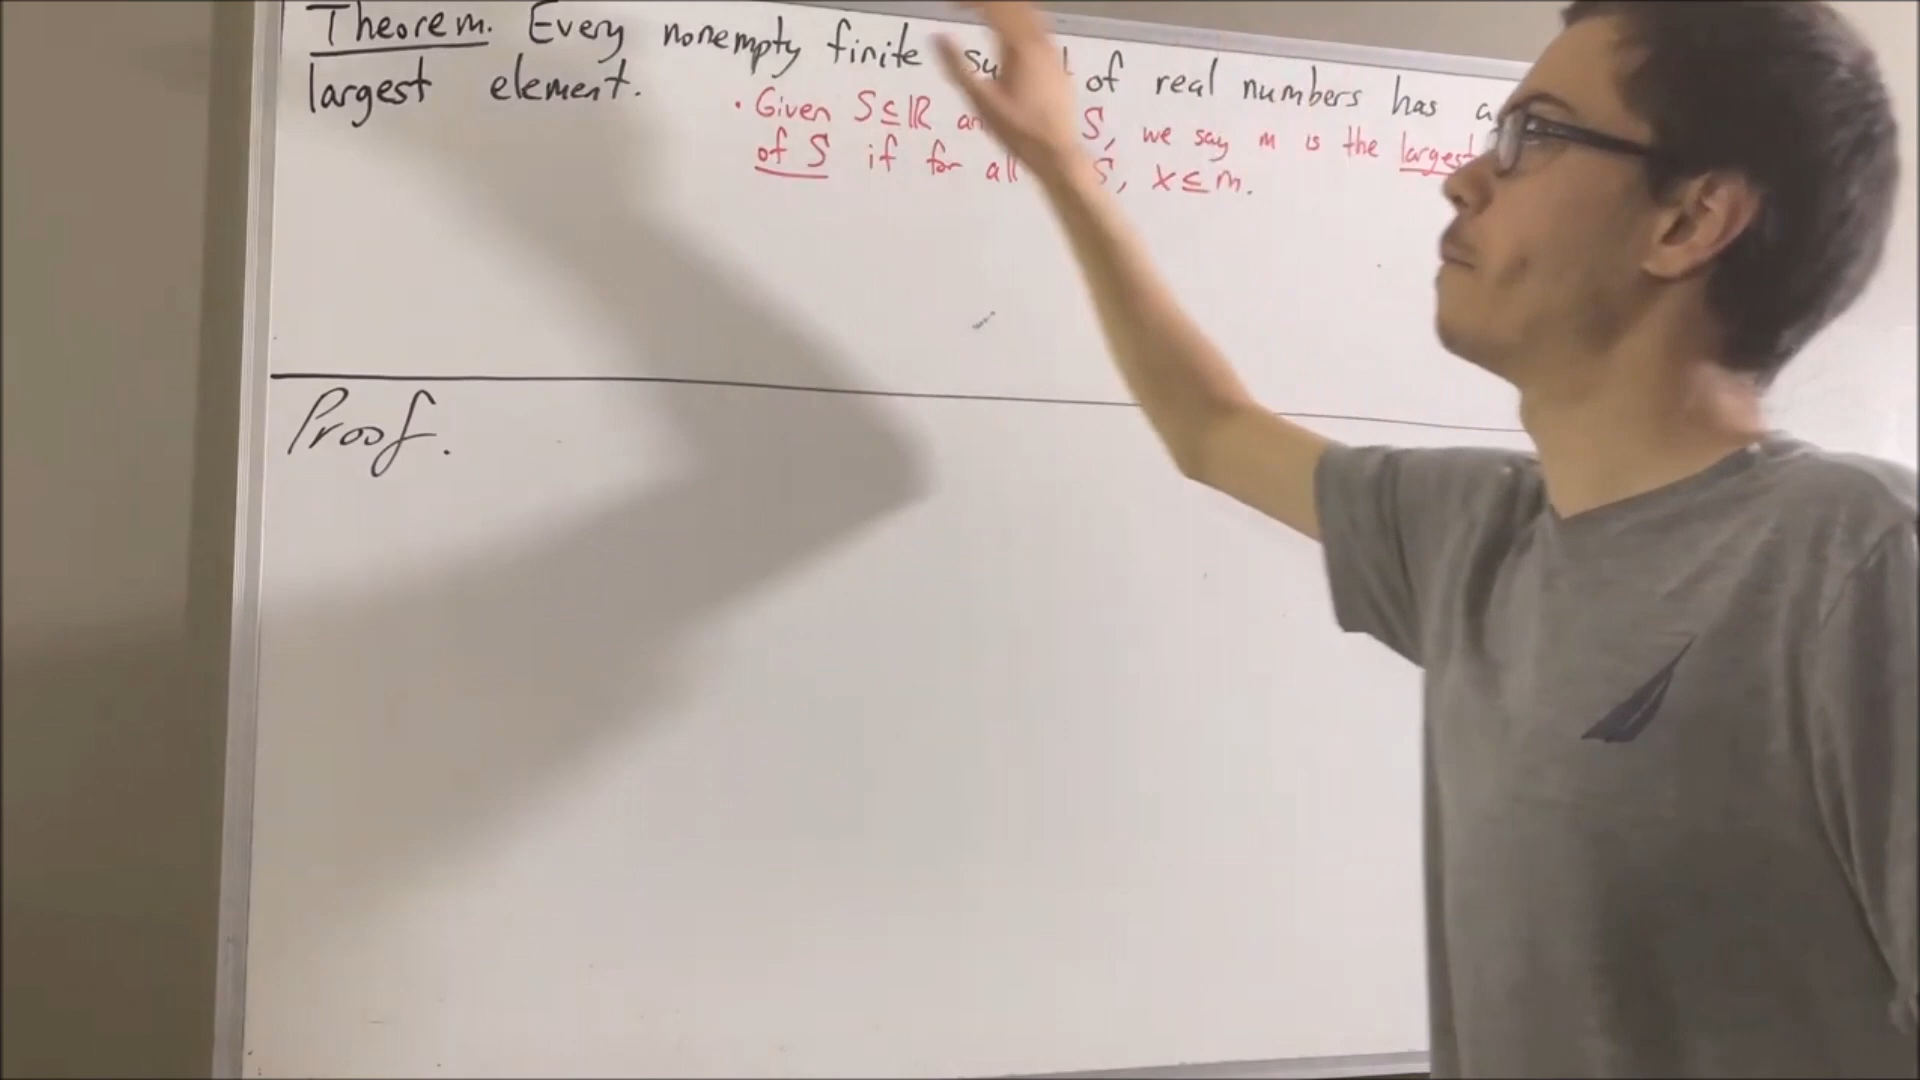 Theorem. Every nonempty finite of real numbers has a
largest element.
• Given S ⊆ ℝ S, we say m is the largest
of S if for all S, x ≤ m.
Proof.